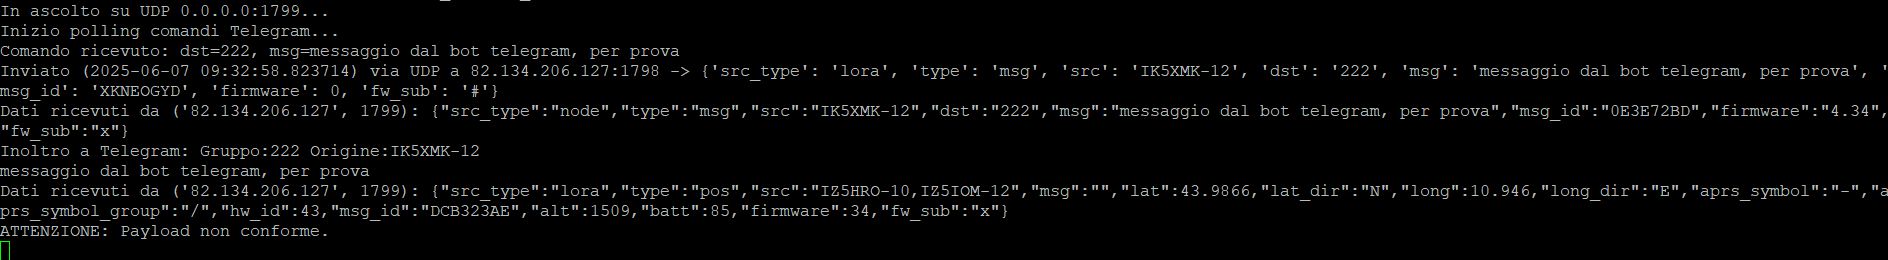 In ascolto su UDP 0.0.0.0:1799...
Inizio polling comandi Telegram...
Comando ricevuto: dst=222, msg=messaggio dal bot telegram, per prova
Inviato (2025-06-07 09:32:58.823714) via UDP a 82.134.206.127:1798 -> {'src_type': 'lora', 'type': 'msg', 'src': 'IK5XMK-12', 'dst': '222', 'msg': 'messaggio dal bot telegram, per prova', '
msg_id': 'XKNEOGYD', 'firmware': 0, 'fw_sub': '#'}
Dati ricevuti da ('82.134.206.127', 1799): {"src_type":"node","type":"msg","src":"IK5XMK-12","dst":"222","msg":"messaggio dal bot telegram, per prova","msg_id":"0E3E72BD","firmware":"4.34",
"fw_sub":"x"}
Inoltro a Telegram: Gruppo:222 Origine:IK5XMK-12
messaggio dal bot telegram, per prova
Dati ricevuti da ('82.134.206.127', 1799): {"src_type":"lora","type":"pos","src":"IZ5HRO-10,IZ5IOM-12","msg":"","lat":43.9866,"lat_dir":"N","long":10.946,"long_dir":"E","aprs_symbol":"-","a
prs_symbol_group":"/","hw_id":43,"msg_id":"DCB323AE","alt":1509,"batt":85,"firmware":34,"fw_sub":"x"}
ATTENZIONE: Payload non conforme.